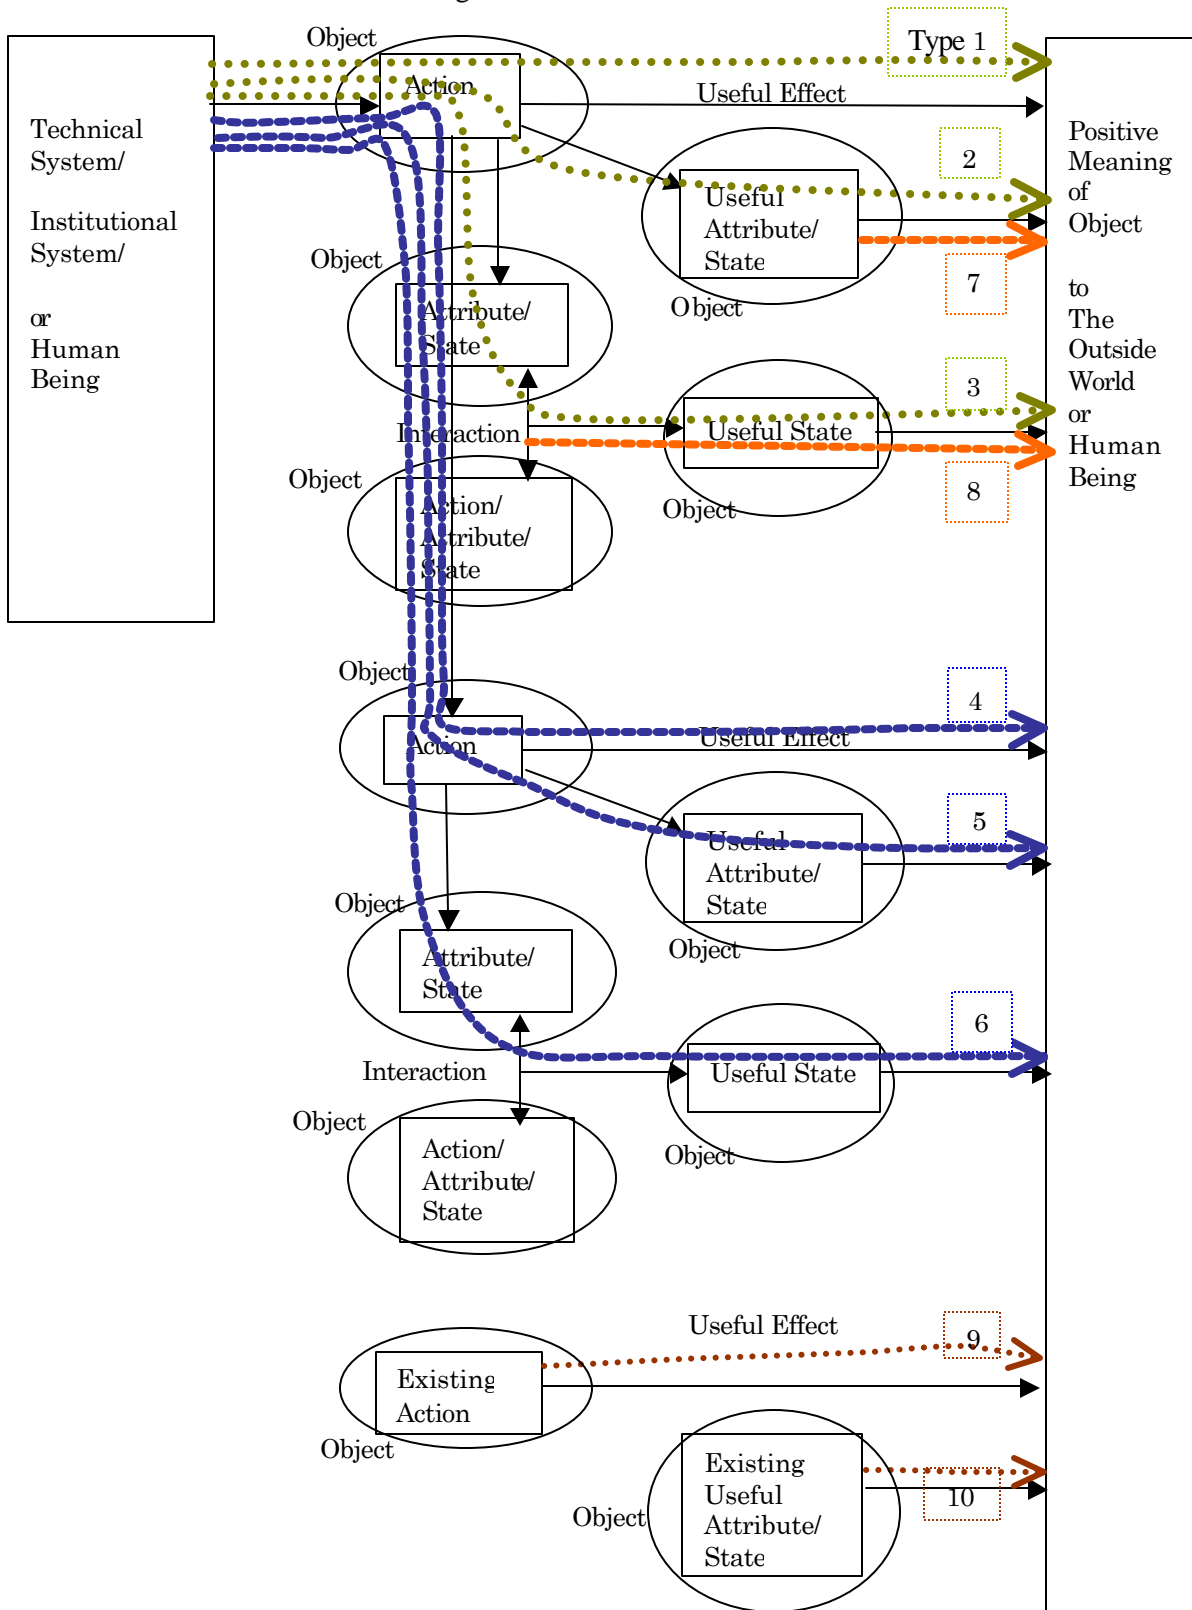 Object
Type 1
Action
Useful Effect
Technical
System/
Institutional
System/
or
Human
Being
Positive
Meaning
of
Object
to
The
Outside
World
or
Human
Being
2
Useful
Attribute/
State
Object
7
Object
Attribute/
State
3
Interaction
Useful State
Object
8
Object
Action/
Attribute/
State
Object
4
Action
Useful Effect
5
Useful
Attribute/
State
Object
Object
Attribute/
State
6
Interaction
Useful State
Object
Object
Action/
Attribute/
State
Useful Effect
9
Existing
Action
Object
Existing
Useful
Attribute/
State
Object
10